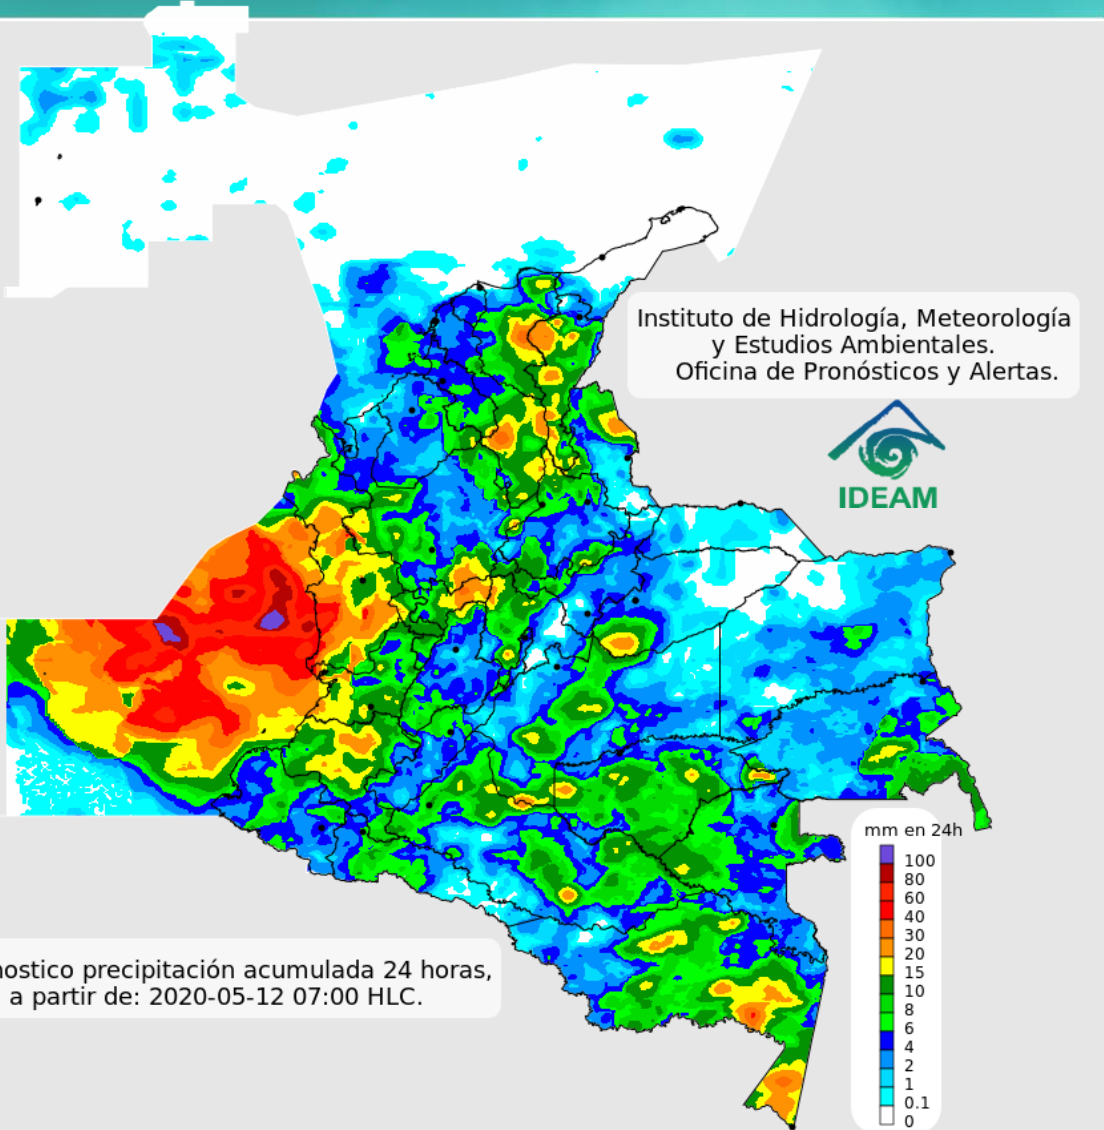 Instituto de Hidrología, Meteorología
y Estudios Ambientales.
Oficina de Pronósticos y Alertas.
IDEAM
mm en 24h
100
80
60
40
30
20
15
10
8
6
4
2
1
0.1
0
nostico precipitación acumulada 24 horas,
a partir de: 2020-05-12 07:00 HLC.